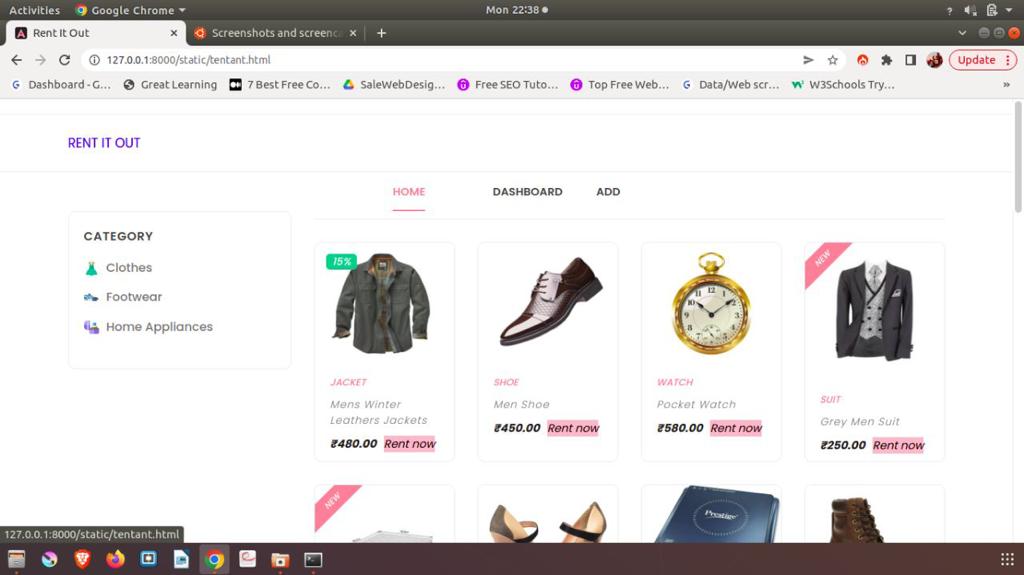 Activities
Google Chrome
Mon 22:38
?
Rent It Out
Screenshots and screenca
127.0.0.1:8000/static/tentant.html
Update
Dashboard - G...
Great Learning
7 Best Free Co...
SaleWebDesig...
Free SEO Tuto...
Top Free Web...
Data/Web scr...
W3Schools Try...
»
RENT IT OUT
HOME
DASHBOARD
ADD
CATEGORY
Clothes
Footwear
Home Appliances
15%
JACKET
Mens Winter
Leathers Jackets
₹480.00 Rent now
SHOE
Men Shoe
₹450.00 Rent now
WATCH
Pocket Watch
₹580.00 Rent now
NEW
SUIT
Grey Men Suit
₹250.00 Rent now
NEW
Prestige
127.0.0.1:8000/static/tentant.html